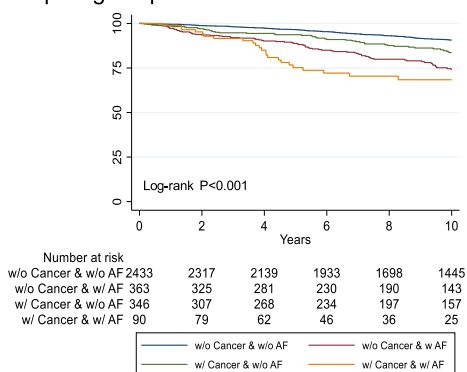 100
75
50
25
0
Log-rank P<0.001
0 2 4 6 8 10
Years
Number at risk
w/o Cancer & w/o AF 2433 2317 2139 1933 1698 1445
w/o Cancer & w/ AF 363 325 281 230 190 143
w/ Cancer & w/o AF 346 307 268 234 197 157
w/ Cancer & w/ AF 90 79 62 46 36 25
w/o Cancer & w/o AF w/o Cancer & w AF
w/ Cancer & w/o AF w/ Cancer & w/ AF